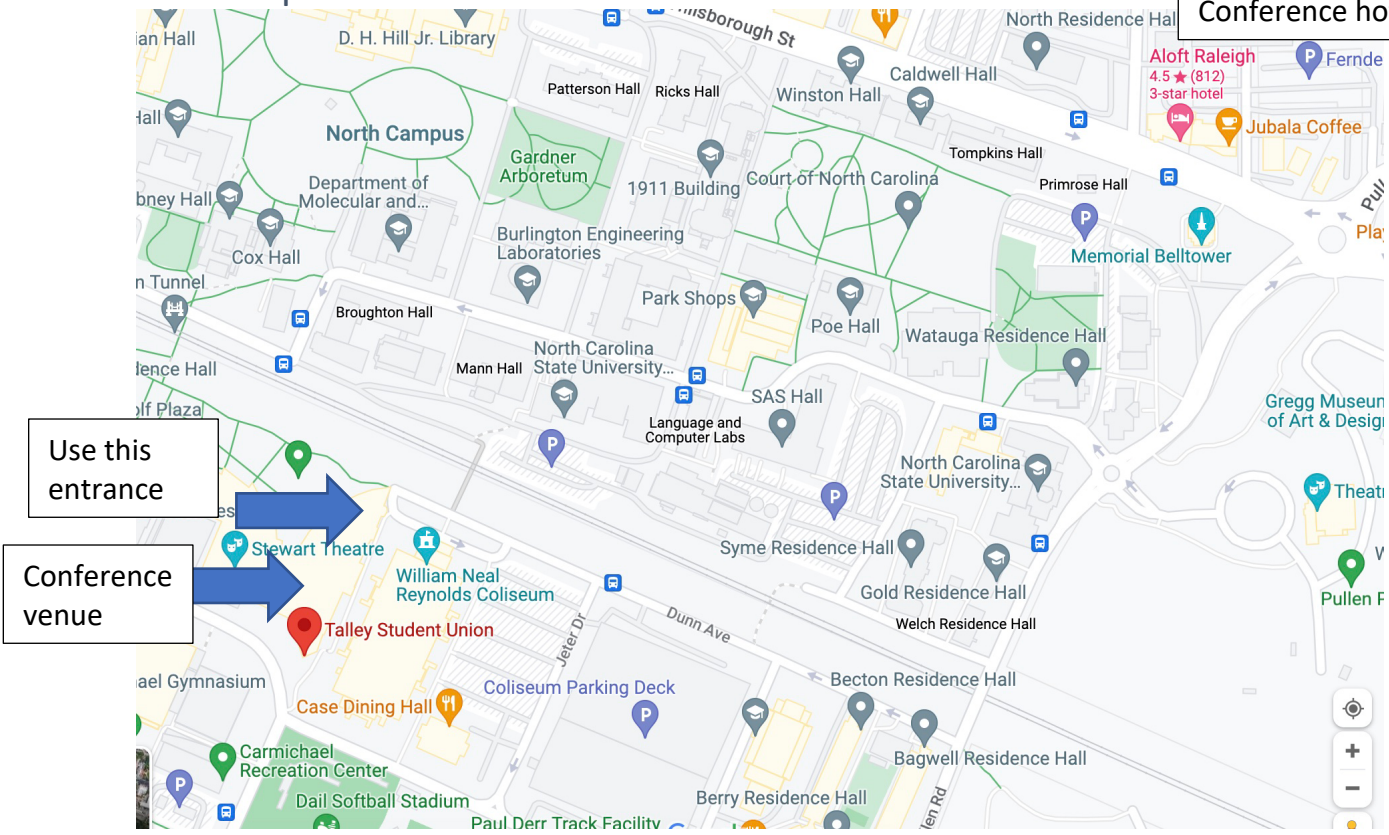 Conference ho
North Residence Hal
Hillsborough St
ian Hall
D. H. Hill Jr. Library
Aloft Raleigh
4.5 ★ (812)
3-star hotel
P
Fernde
Caldwell Hall
Winston Hall
Patterson Hall
Ricks Hall
Hall
North Campus
Jubala Coffee
Tompkins Hall
Gardner
Arboretum
1911 Building
Court of North Carolina
Primrose Hall
Department of
Molecular and...
bney Hall
Pull
P
Play
Cox Hall
Burlington Engineering
Laboratories
Memorial Belltower
n Tunnel
Park Shops
Broughton Hall
Poe Hall
Watauga Residence Hall
North Carolina
State University...
Mann Hall
dence Hall
SAS Hall
olf Plaza
Gregg Museum
of Art & Design
Language and
Computer Labs
Use this
entrance
P
North Carolina
State University...
P
Theatr
es
Stewart Theatre
Syme Residence Hall
William Neal
Reynolds Coliseum
Gold Residence Hall
Conference
venue
Pullen P
Talley Student Union
Dunn Ave
Welch Residence Hall
Jeter Dr
ael Gymnasium
Coliseum Parking Deck
P
Becton Residence Hall
Case Dining Hall
Carmichael
Recreation Center
P
Bagwell Residence Hall
+
−
Dail Softball Stadium
Berry Residence Hall
len Rd
Paul Derr Track Facility